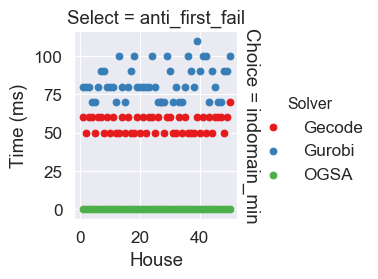 Select = anti_first_fail
Time (ms)
100
75
50
25
0
0
20
40
House
Choice = indomain_min
Solver
Gecode
Gurobi
OGSA